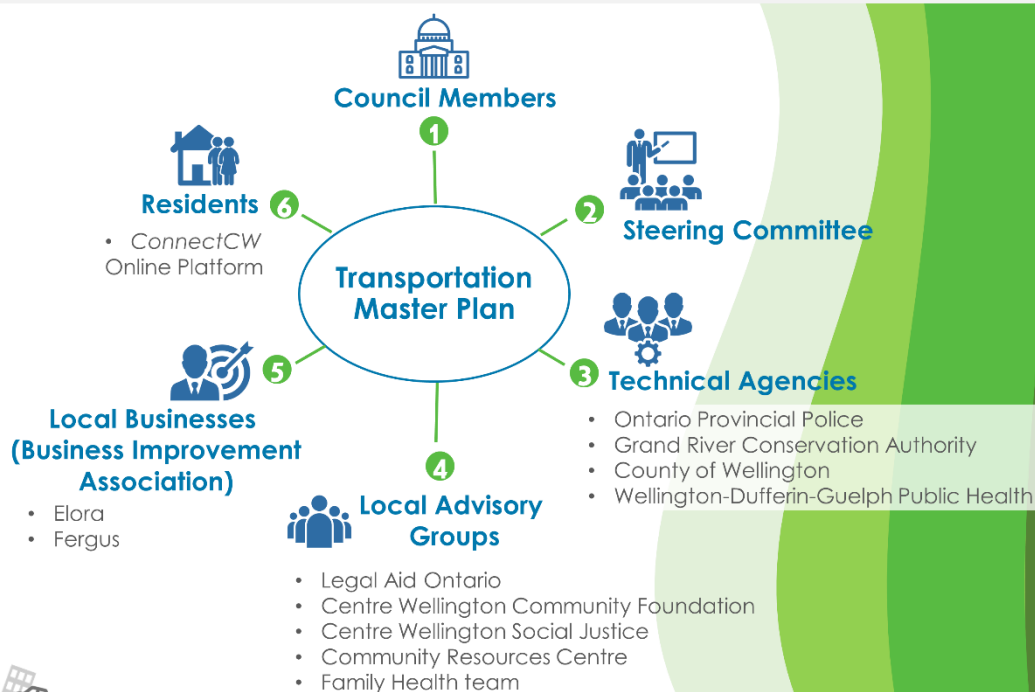 Council Members
1
Residents 6
• ConnectCW
Online Platform
2
Steering Committee
Transportation
Master Plan
3 Technical Agencies
• Ontario Provincial Police
• Grand River Conservation Authority
• County of Wellington
• Wellington-Dufferin-Guelph Public Health
5
Local Businesses
(Business Improvement
Association)
• Elora
• Fergus
4
Local Advisory
Groups
• Legal Aid Ontario
• Centre Wellington Community Foundation
• Centre Wellington Social Justice
• Community Resources Centre
• Family Health team